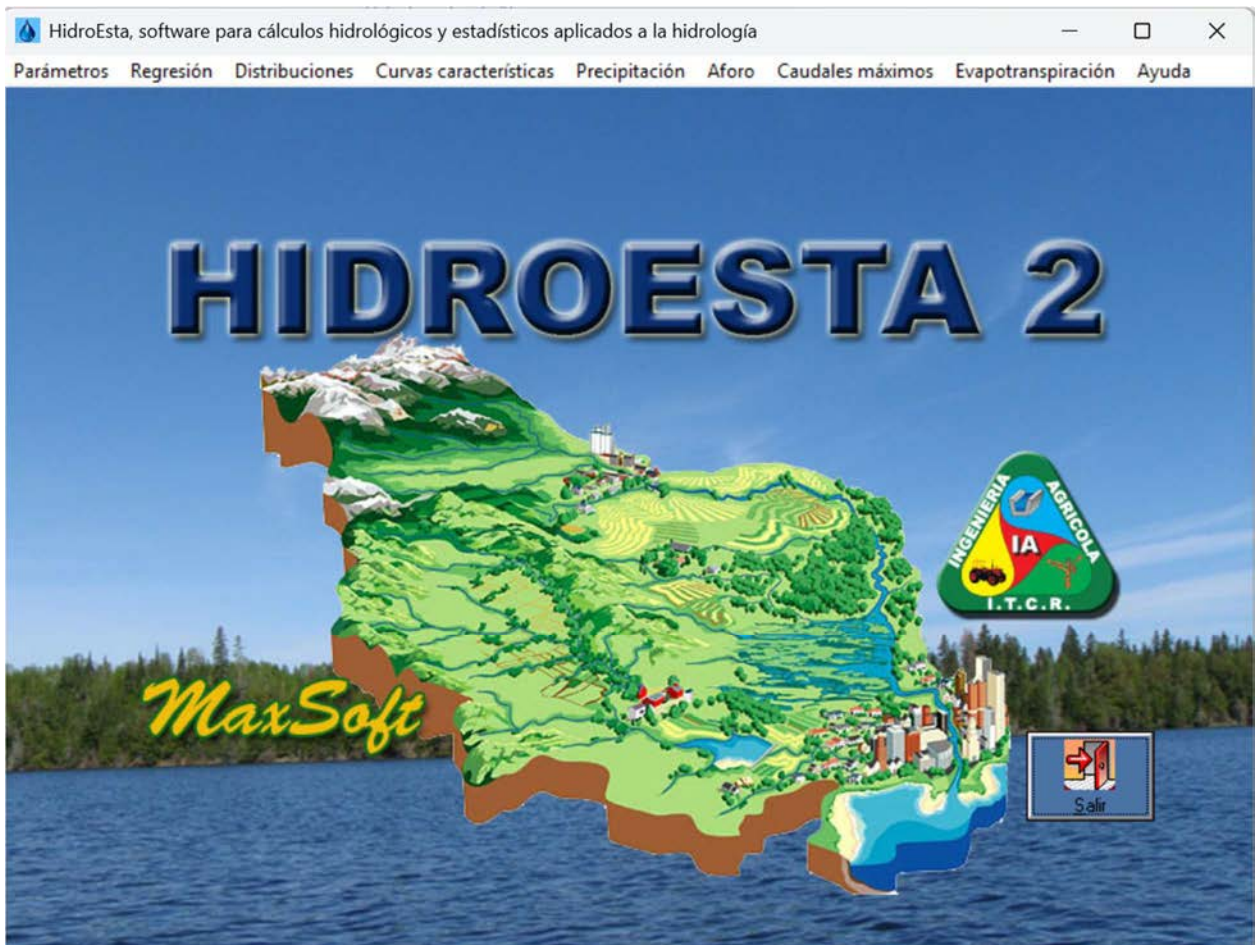 HidroEsta, software para cálculos hidrológicos y estadísticos aplicados a la hidrología
Parámetros Regresión Distribuciones Curvas características Precipitación Aforo Caudales máximos Evapotranspiración Ayuda
HIDROESTA 2
INGENIERIA AGRICOLA
IA
I.T.C.R.
MaxSoft
Salir